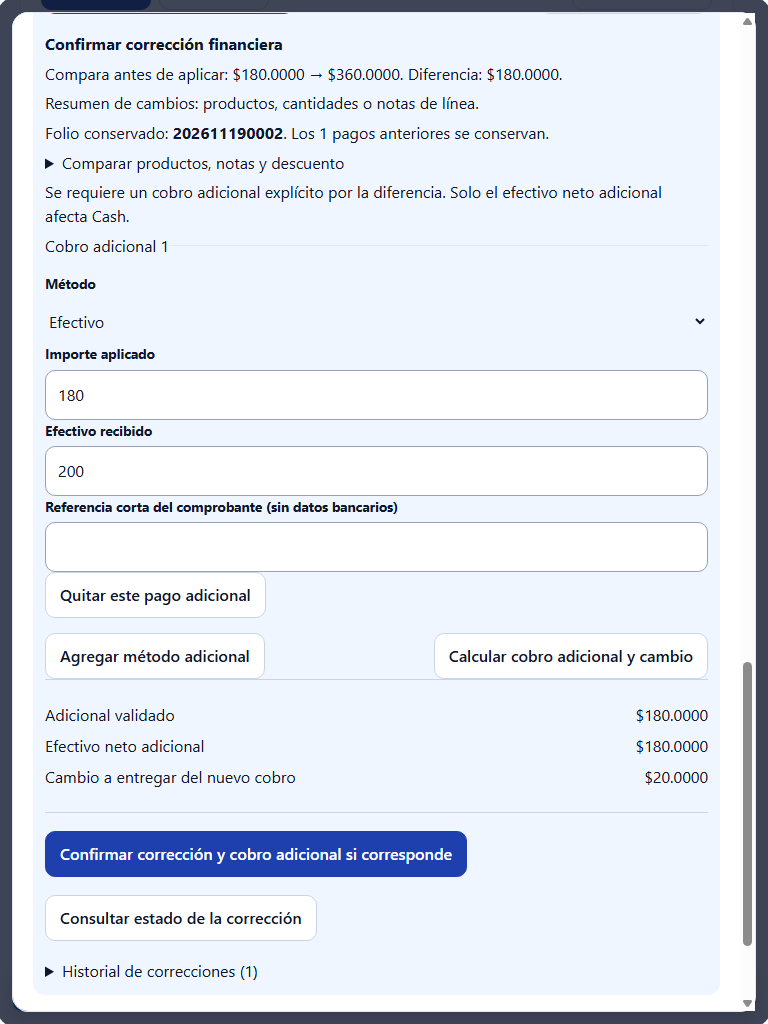 Confirmar corrección financiera
Compara antes de aplicar: $180.0000 → $360.0000. Diferencia: $180.0000.
Resumen de cambios: productos, cantidades o notas de línea.
Folio conservado: 202611190002. Los 1 pagos anteriores se conservan.
▶ Comparar productos, notas y descuento
Se requiere un cobro adicional explícito por la diferencia. Solo el efectivo neto adicional
afecta Cash.
Cobro adicional 1
Método
Efectivo
Importe aplicado
180
Efectivo recibido
200
Referencia corta del comprobante (sin datos bancarios)
Quitar este pago adicional
Agregar método adicional Calcular cobro adicional y cambio
Adicional validado $180.0000
Efectivo neto adicional $180.0000
Cambio a entregar del nuevo cobro $20.0000
Confirmar corrección y cobro adicional si corresponde
Consultar estado de la corrección
▶ Historial de correcciones (1)